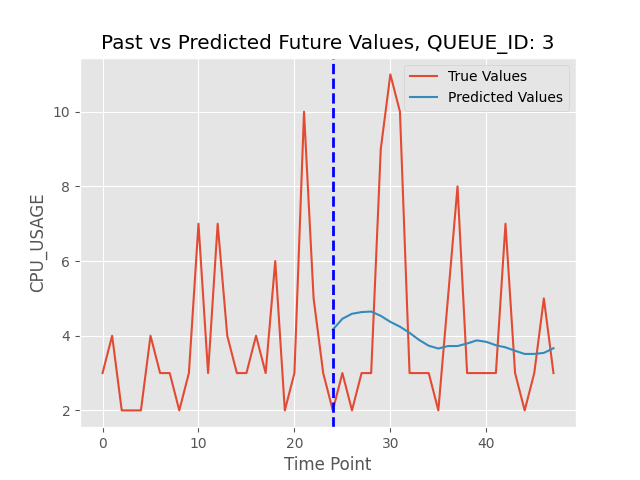 Past vs Predicted Future Values, QUEUE_ID: 3
True Values
Predicted Values
CPU_USAGE
10
8
6
4
2
0
10
20
30
40
Time Point